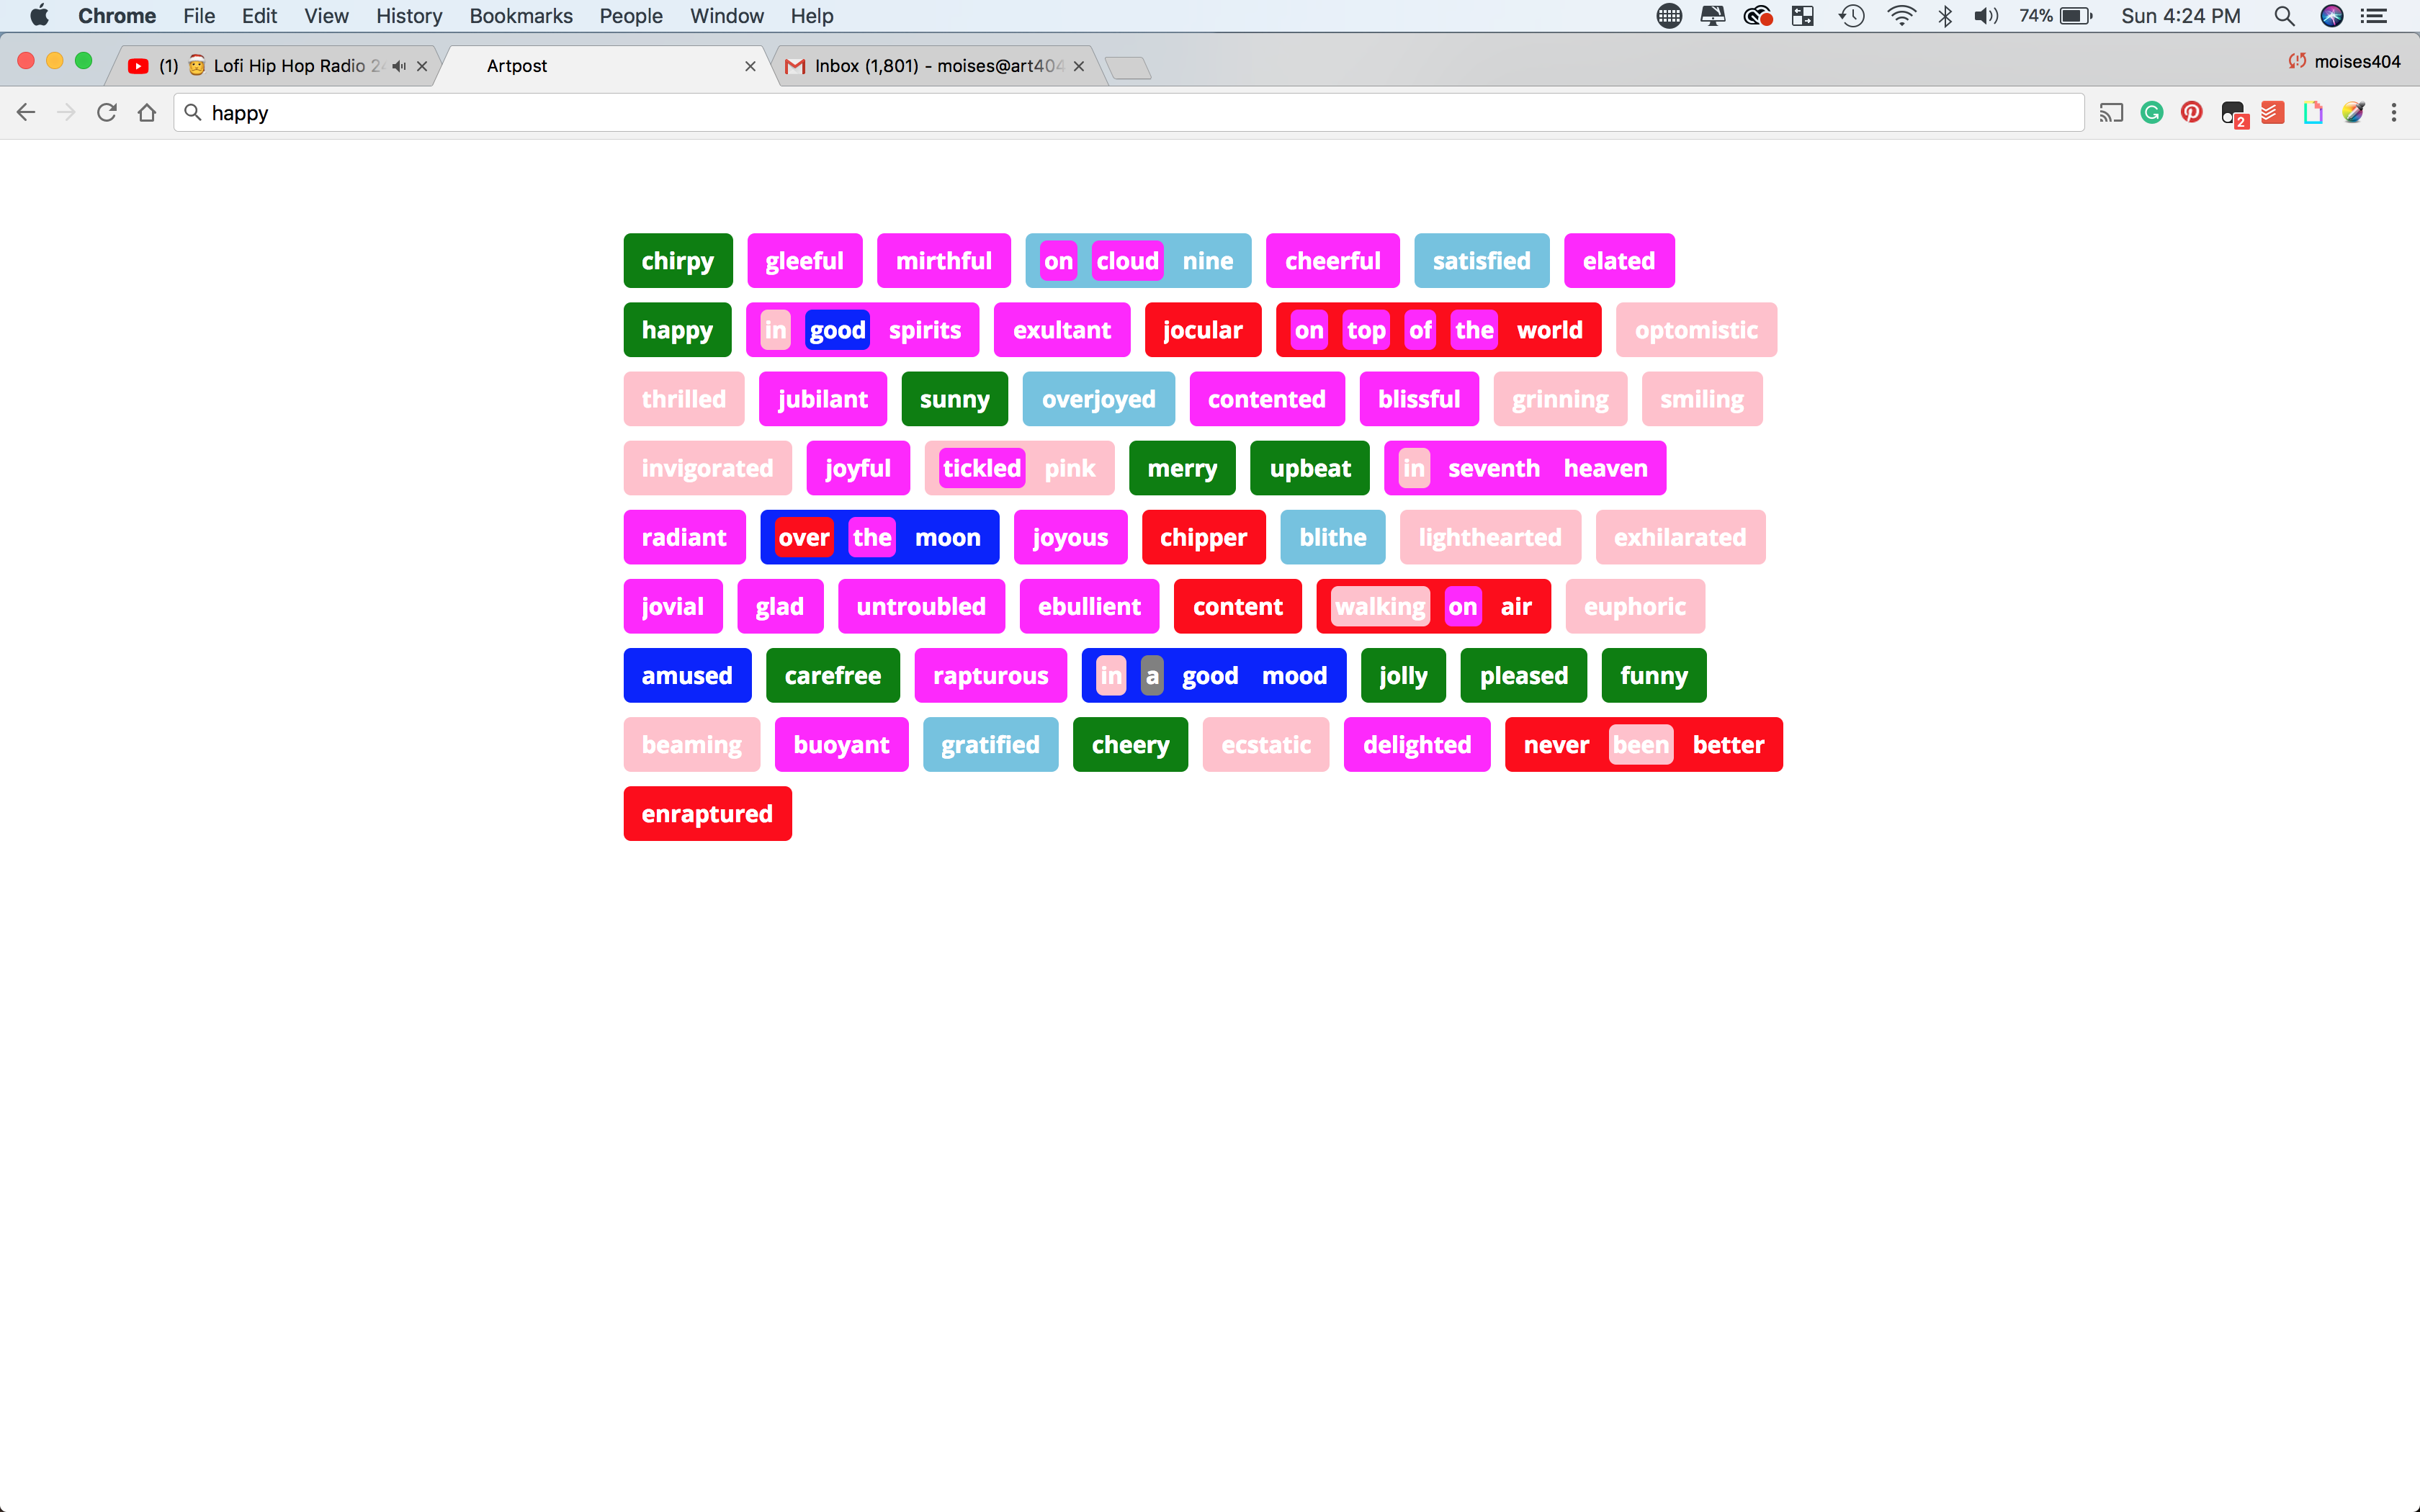 Chrome File Edit View History Bookmarks People Window Help 74% Sun 4:24 PM
(1) Lofi Hip Hop Radio Artpost Inbox (1,801) - moises@art404 moises404
happy 2
chirpy gleeful mirthful on cloud nine cheerful satisfied elated
happy in good spirits exultant jocular on top of the world optomistic
thrilled jubilant sunny overjoyed contented blissful grinning smiling
invigorated joyful tickled pink merry upbeat in seventh heaven
radiant over the moon joyous chipper blithe lighthearted exhilarated
jovial glad untroubled ebullient content walking on air euphoric
amused carefree rapturous in a good mood jolly pleased funny
beaming buoyant gratified cheery ecstatic delighted never been better
enraptured